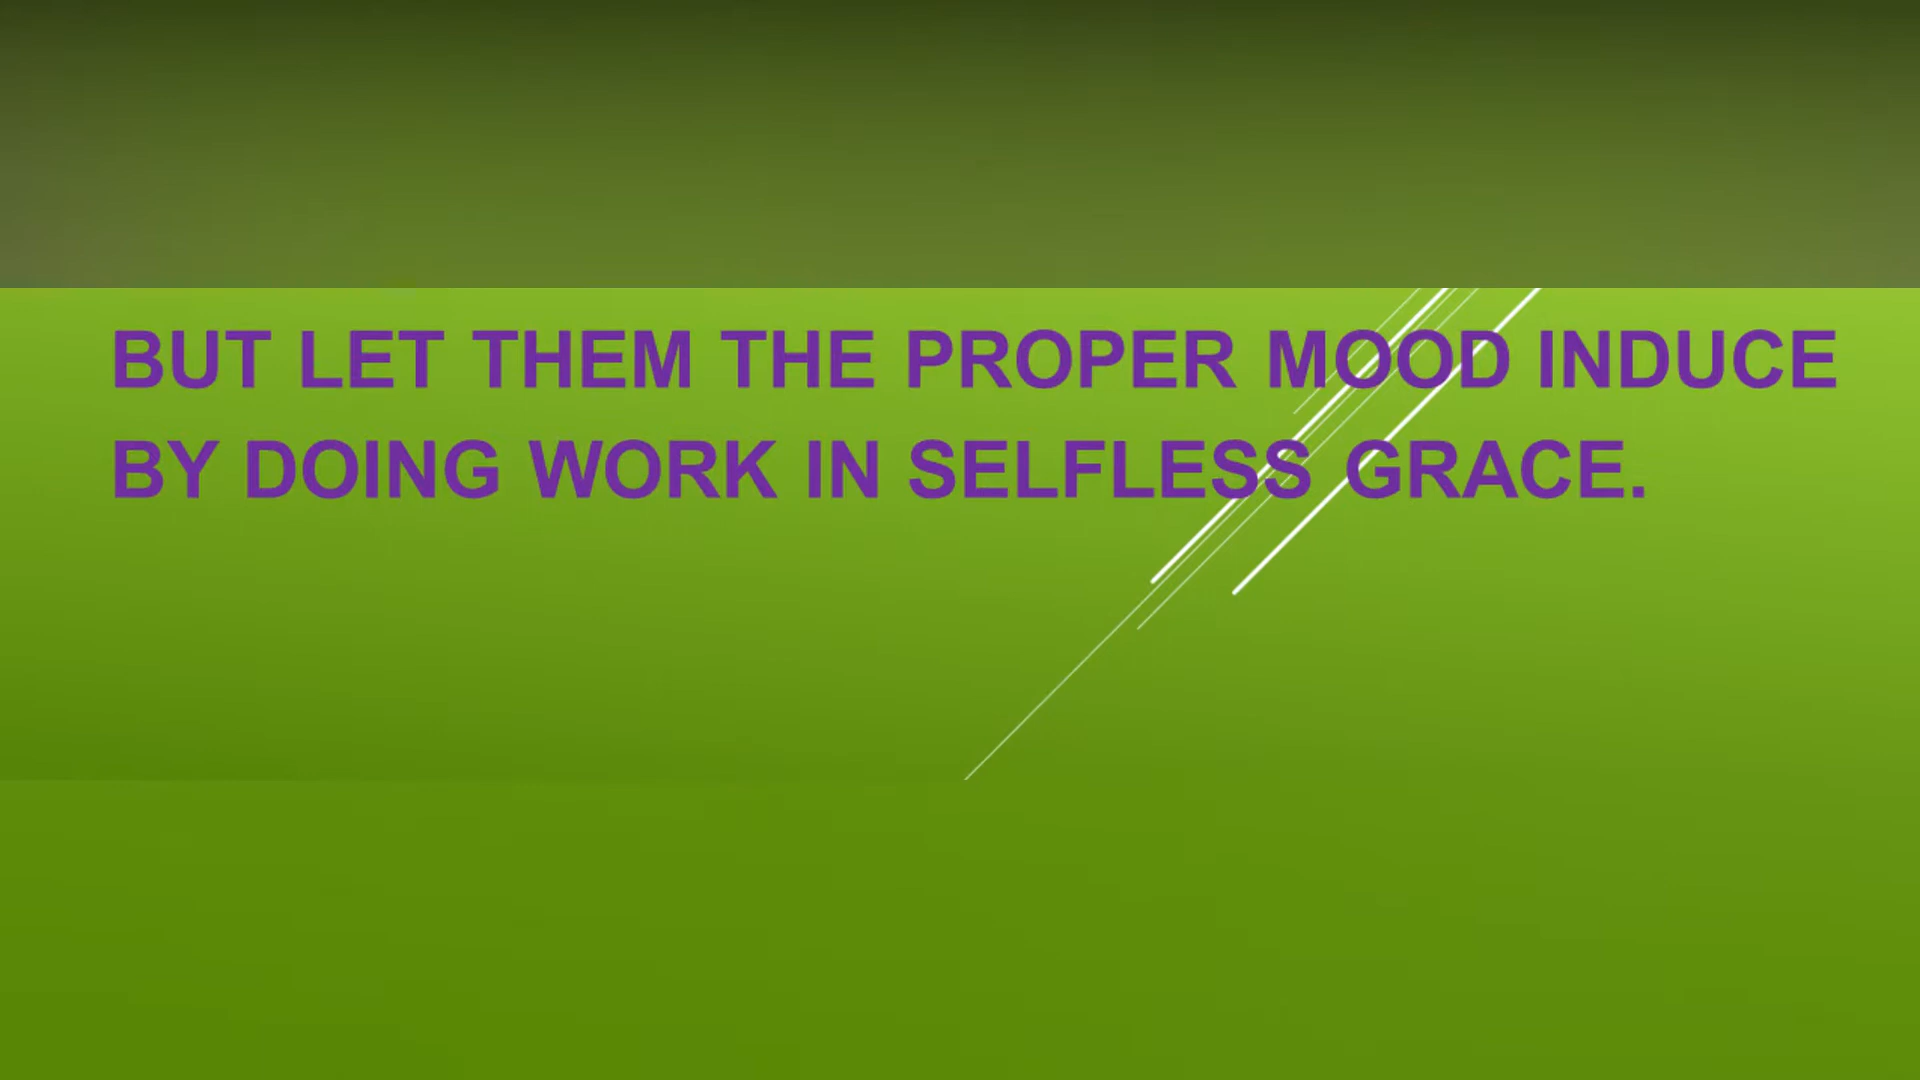 BUT LET THEM THE PROPER MOOD INDUCE
BY DOING WORK IN SELFLESS GRACE.